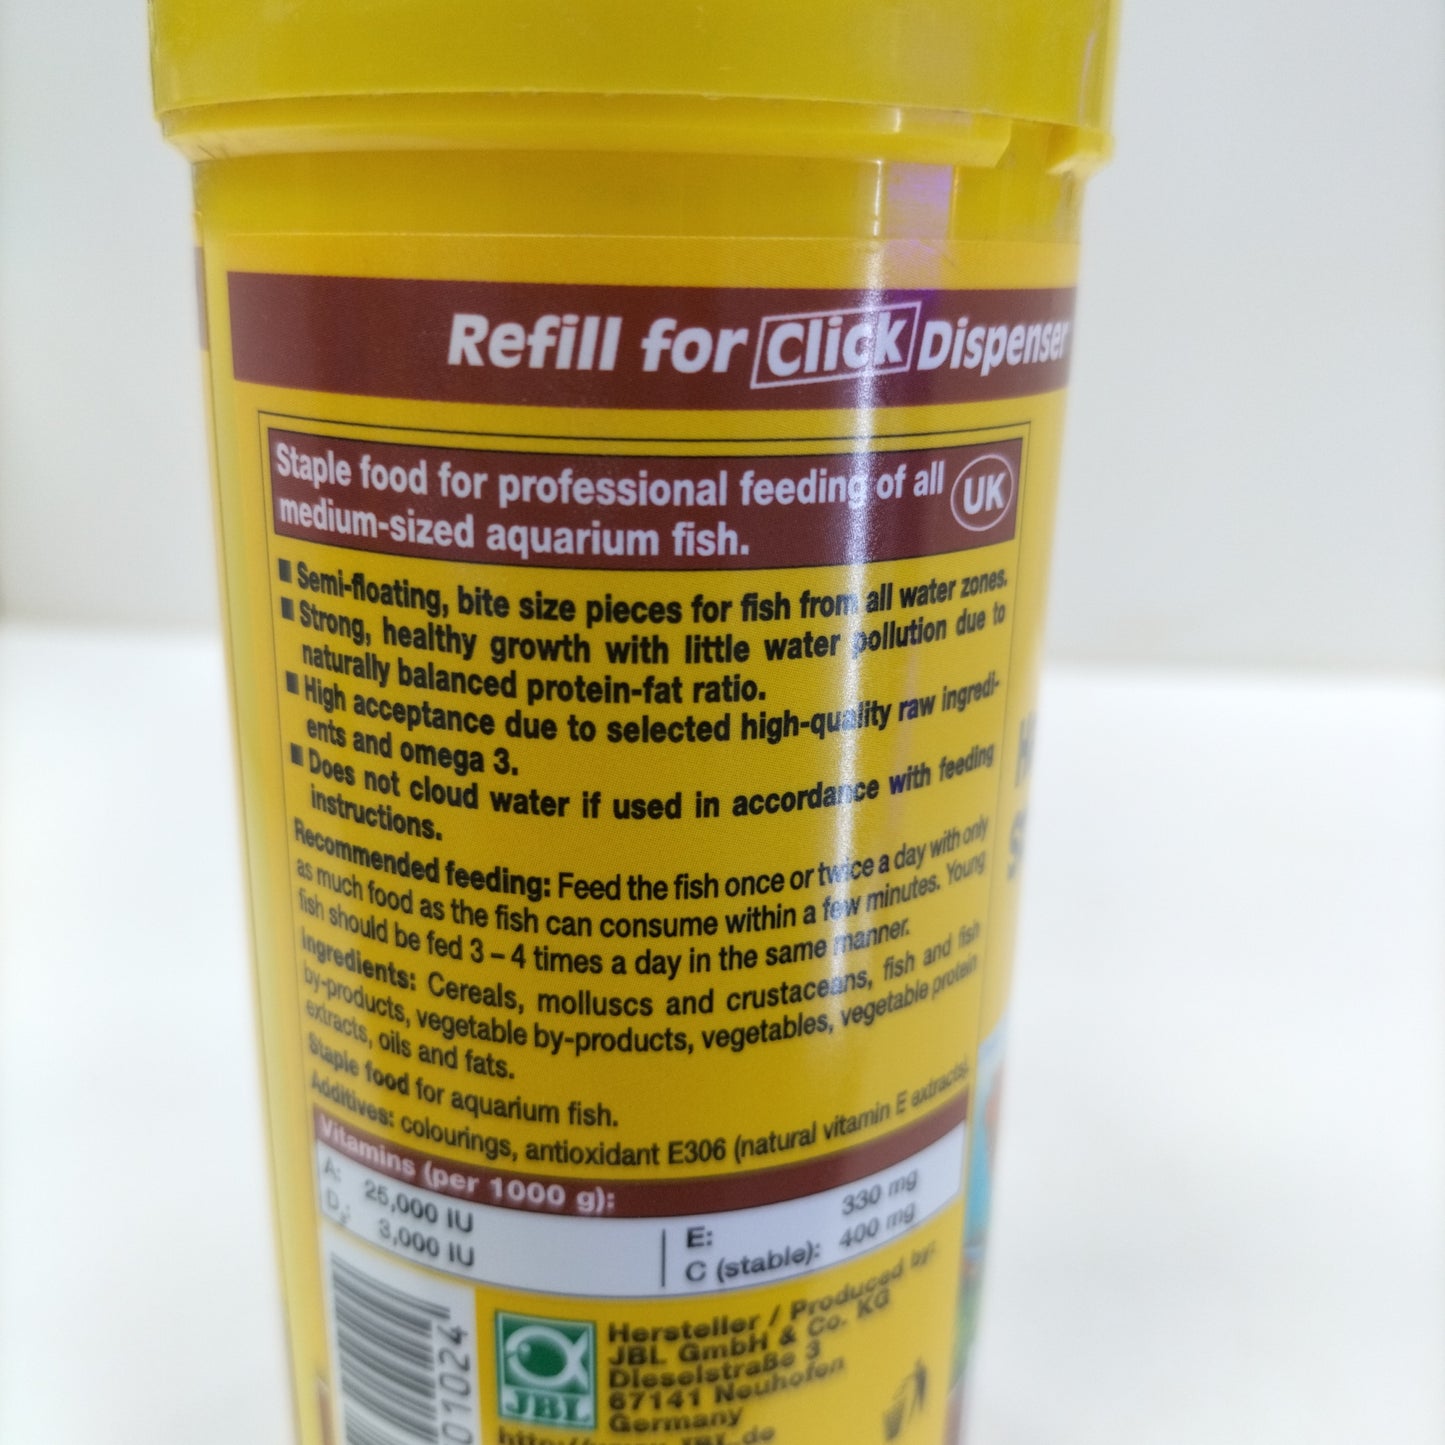 Refill for Click Dispenser
Staple food for professional feeding of all
medium-sized aquarium fish.
UK
■ Semi-floating, bite size pieces for fish from all water zones.
■ Strong, healthy growth with little water pollution due to
naturally balanced protein-fat ratio.
■ High acceptance due to selected high-quality raw ingredi-
ents and omega 3.
■ Does not cloud water if used in accordance with feeding
instructions.
Recommended feeding: Feed the fish once or twice a day with only
as much food as the fish can consume within a few minutes. Young
fish should be fed 3 – 4 times a day in the same manner.
Ingredients: Cereals, molluscs and crustaceans, fish and fish
by-products, vegetable by-products, vegetables, vegetable protein
extracts, oils and fats.
Staple food for aquarium fish.
Additives: colourings, antioxidant E306 (natural vitamin E extracts).
Vitamins (per 1000 g):
A: 25,000 IU
D₃: 3,000 IU
E: 330 mg
C (stable): 400 mg
01024
JBL
Hersteller / Produced by:
JBL GmbH & Co. KG
Dieselstraße 3
67141 Neuhofen
Germany